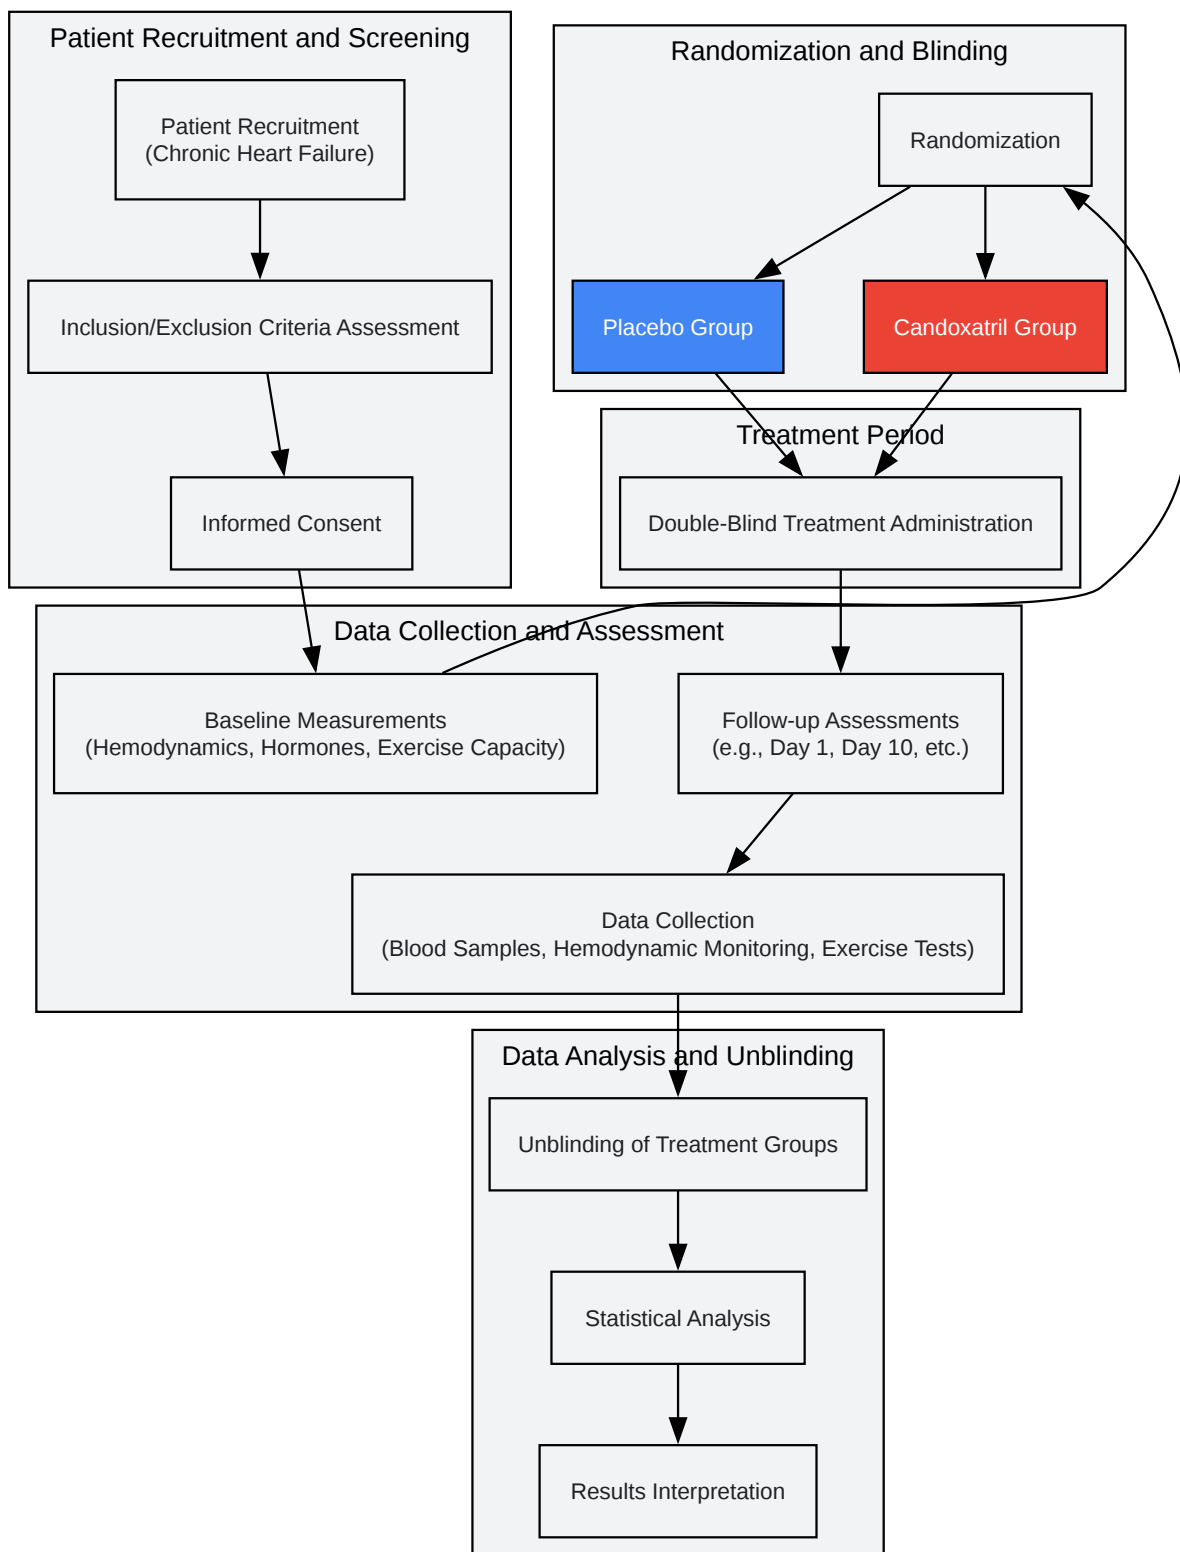 Patient Recruitment and Screening
Patient Recruitment
(Chronic Heart Failure)
Inclusion/Exclusion Criteria Assessment
Informed Consent
Randomization and Blinding
Randomization
Placebo Group
Candoxatril Group
Treatment Period
Double-Blind Treatment Administration
Data Collection and Assessment
Baseline Measurements
(Hemodynamics, Hormones, Exercise Capacity)
Follow-up Assessments
(e.g., Day 1, Day 10, etc.)
Data Collection
(Blood Samples, Hemodynamic Monitoring, Exercise Tests)
Data Analysis and Unblinding
Unblinding of Treatment Groups
Statistical Analysis
Results Interpretation